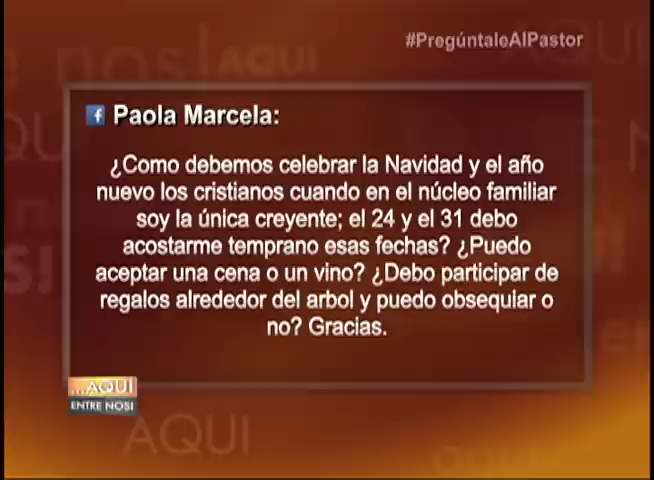 #PregúntaleAlPastor
Paola Marcela:
¿Como debemos celebrar la Navidad y el año
nuevo los cristianos cuando en el núcleo familiar
soy la única creyente; el 24 y el 31 debo
acostarme temprano esas fechas? ¿Puedo
aceptar una cena o un vino? ¿Debo participar de
regalos alrededor del arbol y puedo obsequiar o
no? Gracias.
...AQUI
ENTRE NOS!
AQUI